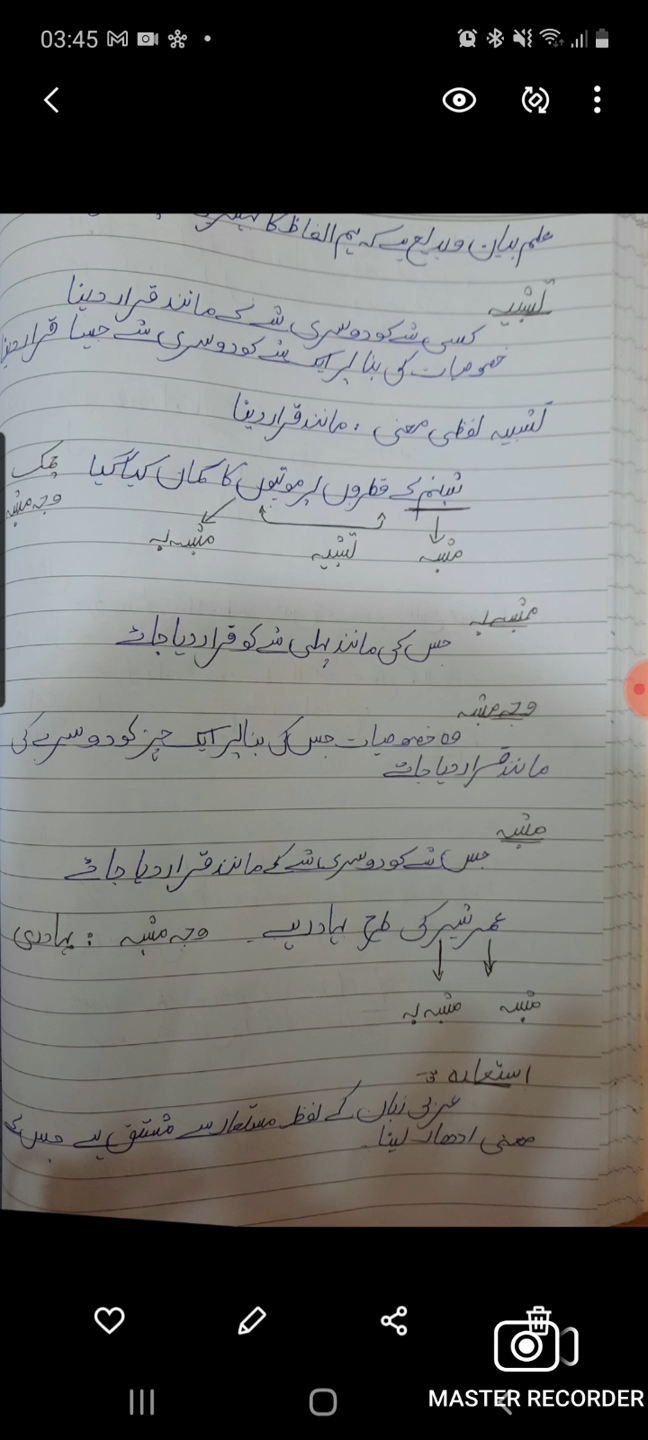 03:45
علم بیان وبدیع ہے کہ ہم الفاظ کا
تشبیہ
کسی شے کو دوسری شے کے مانند قرار دینا
خصوصیات کی بنا پر ایک شے کو دوسری شے جیسا قرار دینا
تشبیہ لفظی معنی : مانند قرار دینا
شبنم کے قطروں پر موتیوں کا گماں کیا گیا چمک
وجہ مشبہ
مشبہ تشبیہ مشبہ بہ
مشبہ بہ
جس کی مانند پہلی شے کو قرار دیا جائے
وجہ مشبہ
وہ خصوصیات جس کی بنا پر ایک چیز کو دوسرے کی
مانند قرار دیا جائے
مشبہ
جس شے کو دوسری شے کے مانند قرار دیا جائے
عمر شیر کی طرح بہادر ہے۔ وجہ مشبہ : بہادری
مشبہ مشبہ بہ
استعارہ :-
عربی زبان کے لفظ مستعار سے مشتق ہے جس کے
معنی ادھار لینا۔
MASTER RECORDER